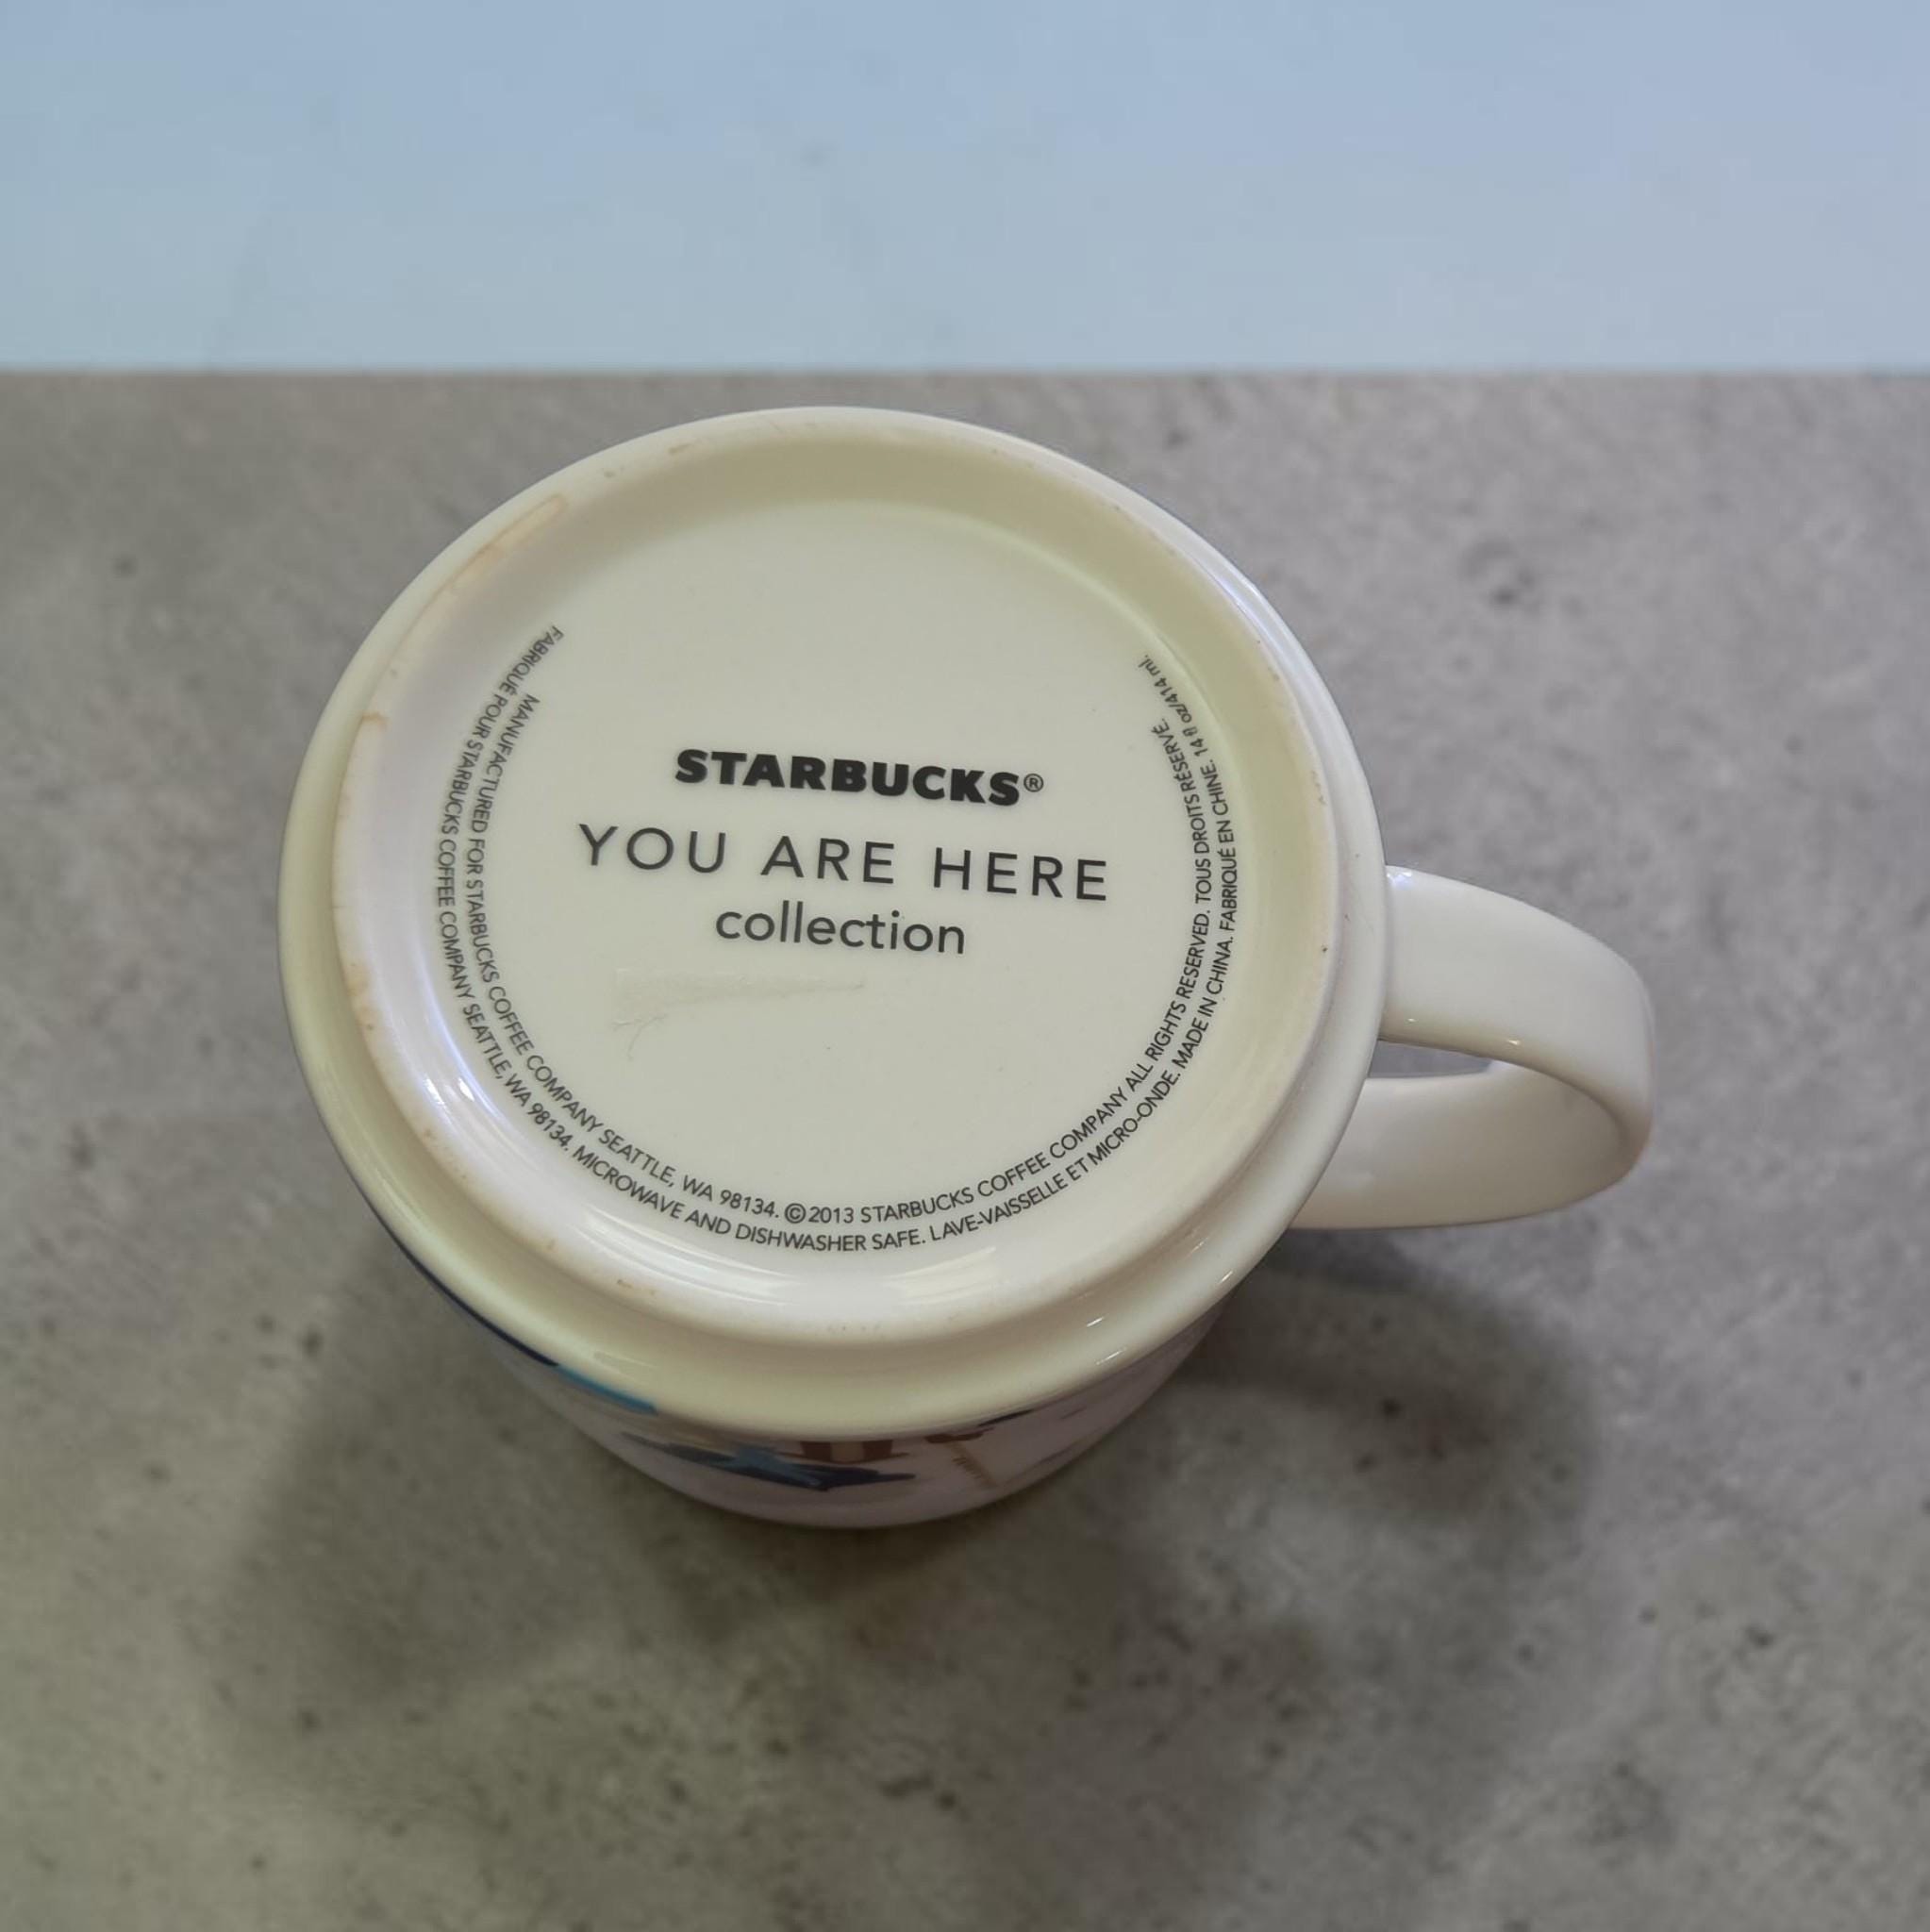 STARBUCKS®
YOU ARE HERE
collection
MANUFACTURED FOR STARBUCKS COFFEE COMPANY SEATTLE, WA 98134. ©2013 STARBUCKS COFFEE COMPANY ALL RIGHTS RESERVED. TOUS DROITS RÉSERVÉ.
FABRIQUÉ POUR STARBUCKS COFFEE COMPANY SEATTLE, WA 98134. MICROWAVE AND DISHWASHER SAFE. LAVE-VAISSELLE ET MICRO-ONDE. MADE IN CHINA. FABRIQUÉ EN CHINE. 14 fl oz/414 ml.